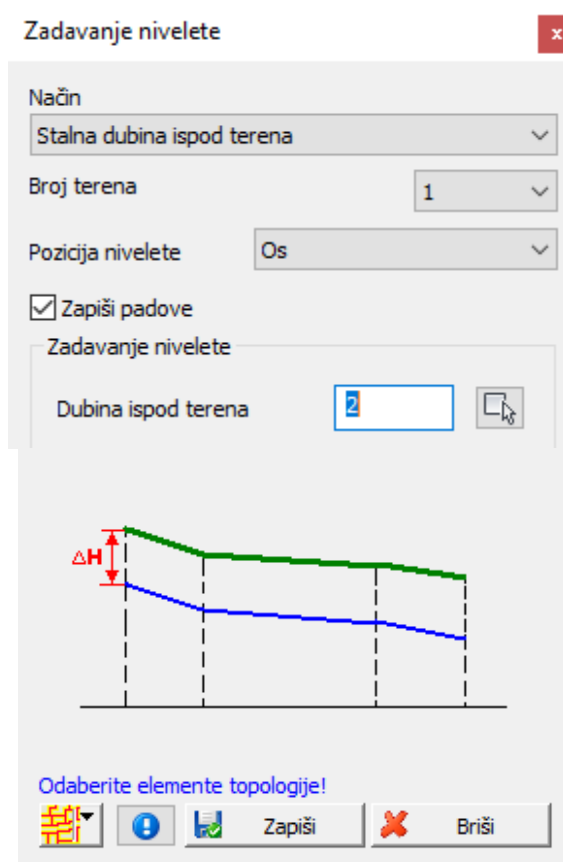 Zadavanje nivelete
x
Način
Stalna dubina ispod terena
Broj terena
1
Pozicija nivelete
Os
Zapiši padove
Zadavanje nivelete
Dubina ispod terena
2
ΔH
Odaberite elemente topologije!
Zapiši
Briši